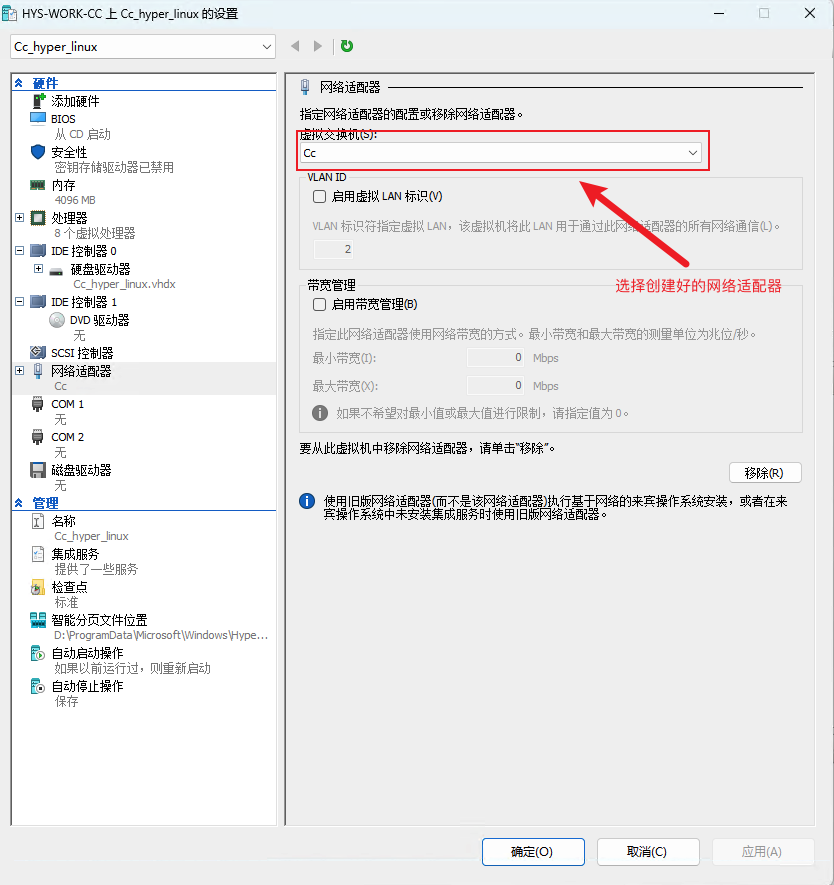 HYS-WORK-CC 上 Cc_hyper_linux 的设置
Cc_hyper_linux
硬件
添加硬件
BIOS
从 CD 启动
安全性
密钥存储驱动器已禁用
内存
4096 MB
处理器
8 个虚拟处理器
IDE 控制器 0
硬盘驱动器
Cc_hyper_linux.vhdx
IDE 控制器 1
DVD 驱动器
无
SCSI 控制器
网络适配器
Cc
COM 1
无
COM 2
无
磁盘驱动器
无
管理
名称
Cc_hyper_linux
集成服务
提供了一些服务
检查点
标准
智能分页文件位置
D:\ProgramData\Microsoft\Windows\Hype...
自动启动操作
如果以前运行过，则重新启动
自动停止操作
保存
网络适配器
指定网络适配器的配置或移除网络适配器。
虚拟交换机(S):
Cc
VLAN ID
启用虚拟 LAN 标识(V)
VLAN 标识符指定虚拟 LAN，该虚拟机将此 LAN 用于通过此网络适配器的所有网络通信(L)。
2
选择创建好的网络适配器
带宽管理
启用带宽管理(B)
指定此网络适配器使用网络带宽的方式。最小带宽和最大带宽的测量单位为兆位/秒。
最小带宽(I): 0 Mbps
最大带宽(X): 0 Mbps
如果不希望对最小值或最大值进行限制，请指定值为 0。
要从此虚拟机中移除网络适配器，请单击"移除"。
移除(R)
使用旧版网络适配器(而不是该网络适配器)执行基于网络的来宾操作系统安装，或者在来
宾操作系统中未安装集成服务时使用旧版网络适配器。
确定(O) 取消(C) 应用(A)